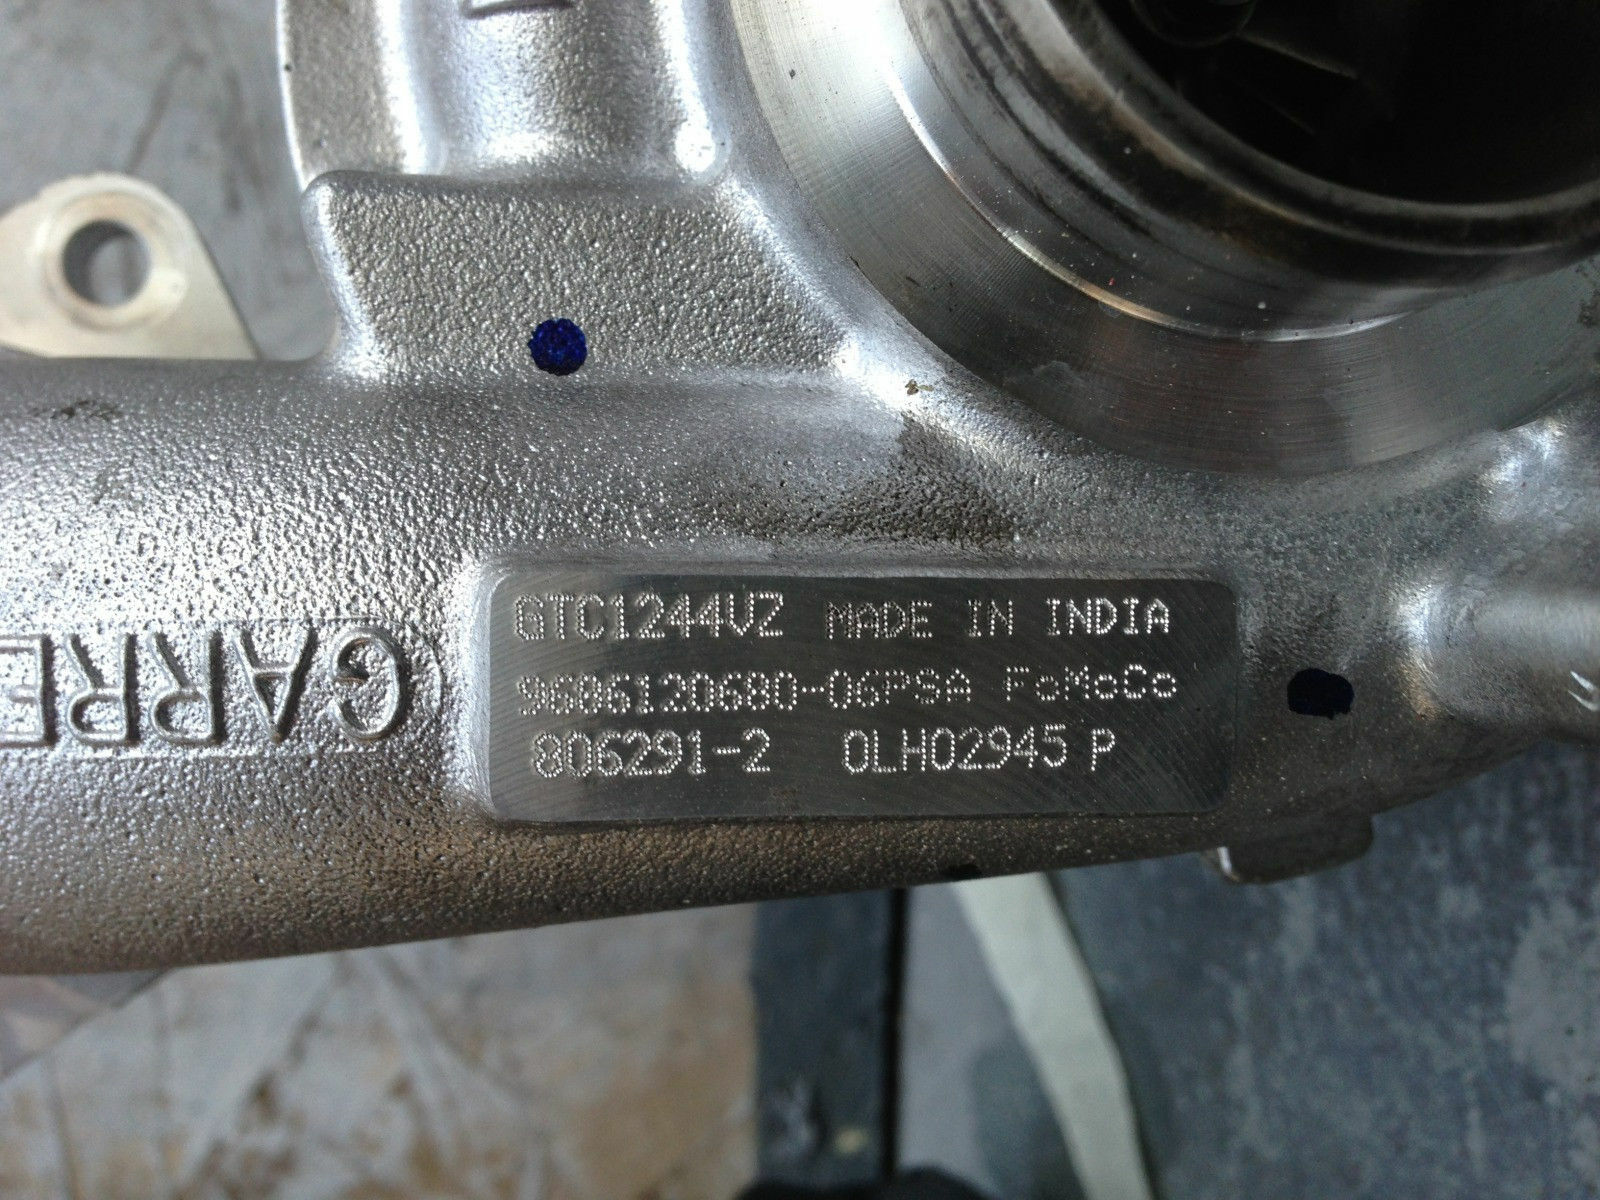 GTC1244VZ MADE IN INDIA
9686120680-06PSA FoMoCo
806291-2 0LH02945 P
GARRE